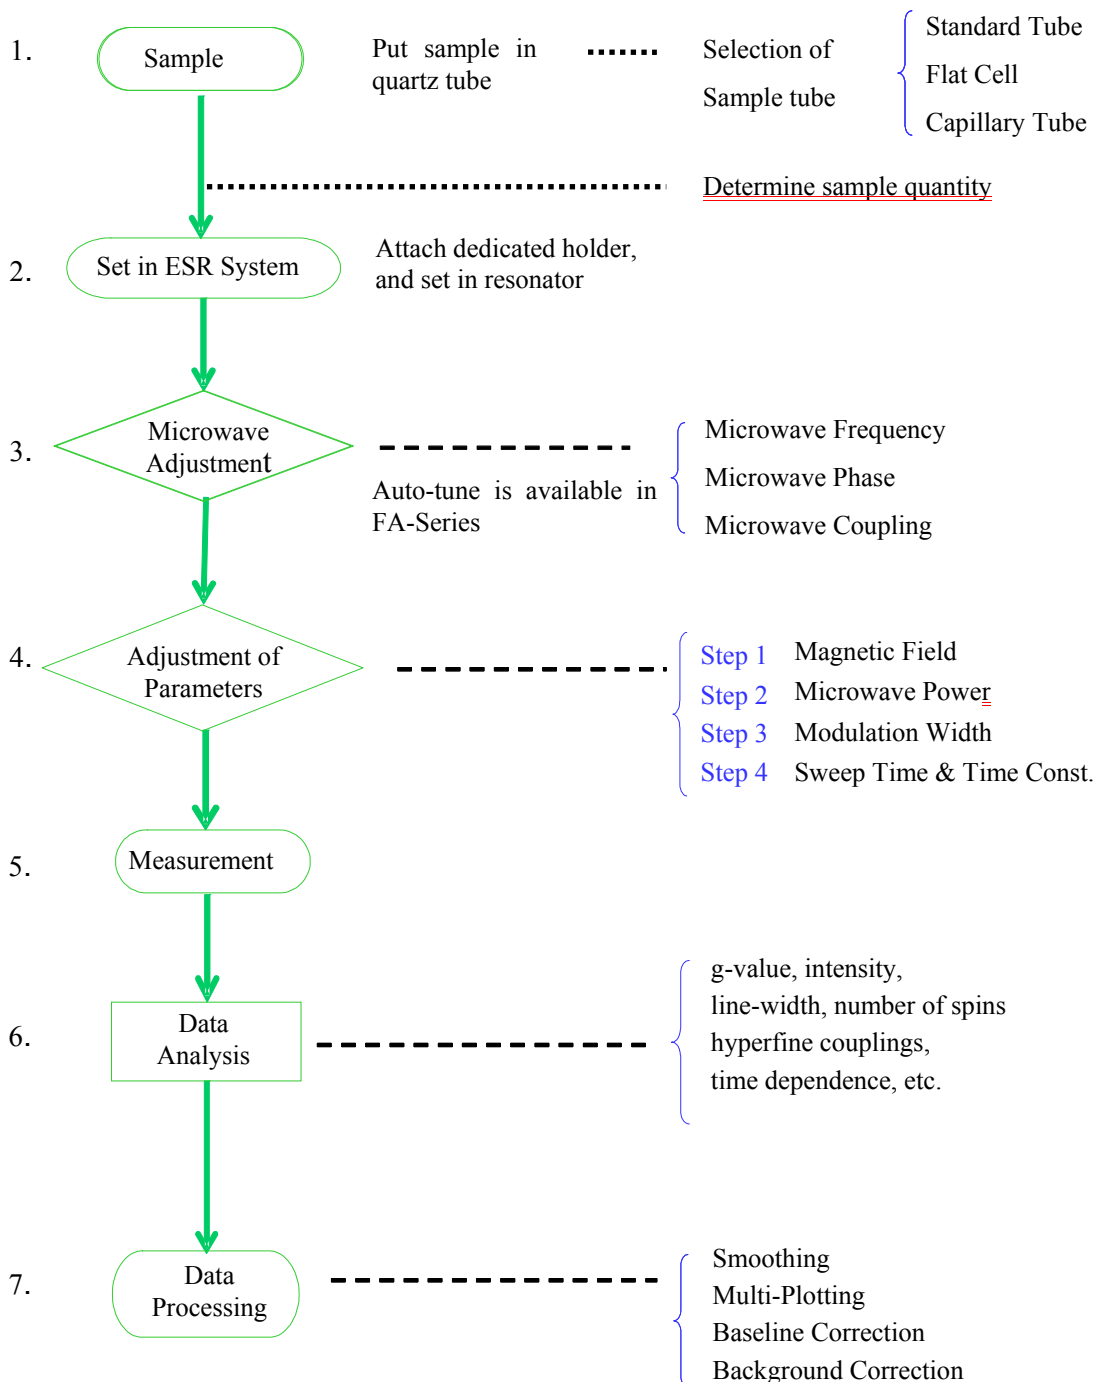 1.
Sample
Put sample in
quartz tube
Selection of
Sample tube
Standard Tube
Flat Cell
Capillary Tube
Determine sample quantity
2.
Set in ESR System
Attach dedicated holder,
and set in resonator
3.
Microwave
Adjustment
Auto-tune is available in
FA-Series
Microwave Frequency
Microwave Phase
Microwave Coupling
4.
Adjustment of
Parameters
Step 1 Magnetic Field
Step 2 Microwave Power
Step 3 Modulation Width
Step 4 Sweep Time & Time Const.
5.
Measurement
6.
Data
Analysis
g-value, intensity,
line-width, number of spins
hyperfine couplings,
time dependence, etc.
7.
Data
Processing
Smoothing
Multi-Plotting
Baseline Correction
Background Correction